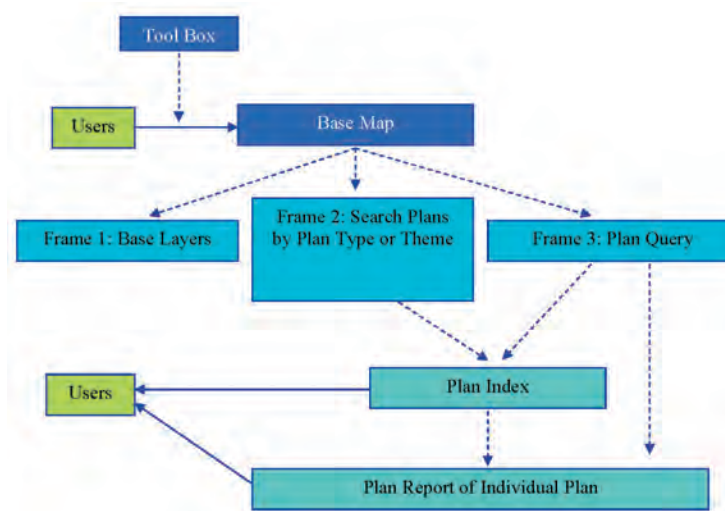 Tool Box
Users
Base Map
Frame 1: Base Layers
Frame 2: Search Plans
by Plan Type or Theme
Frame 3: Plan Query
Users
Plan Index
Plan Report of Individual Plan